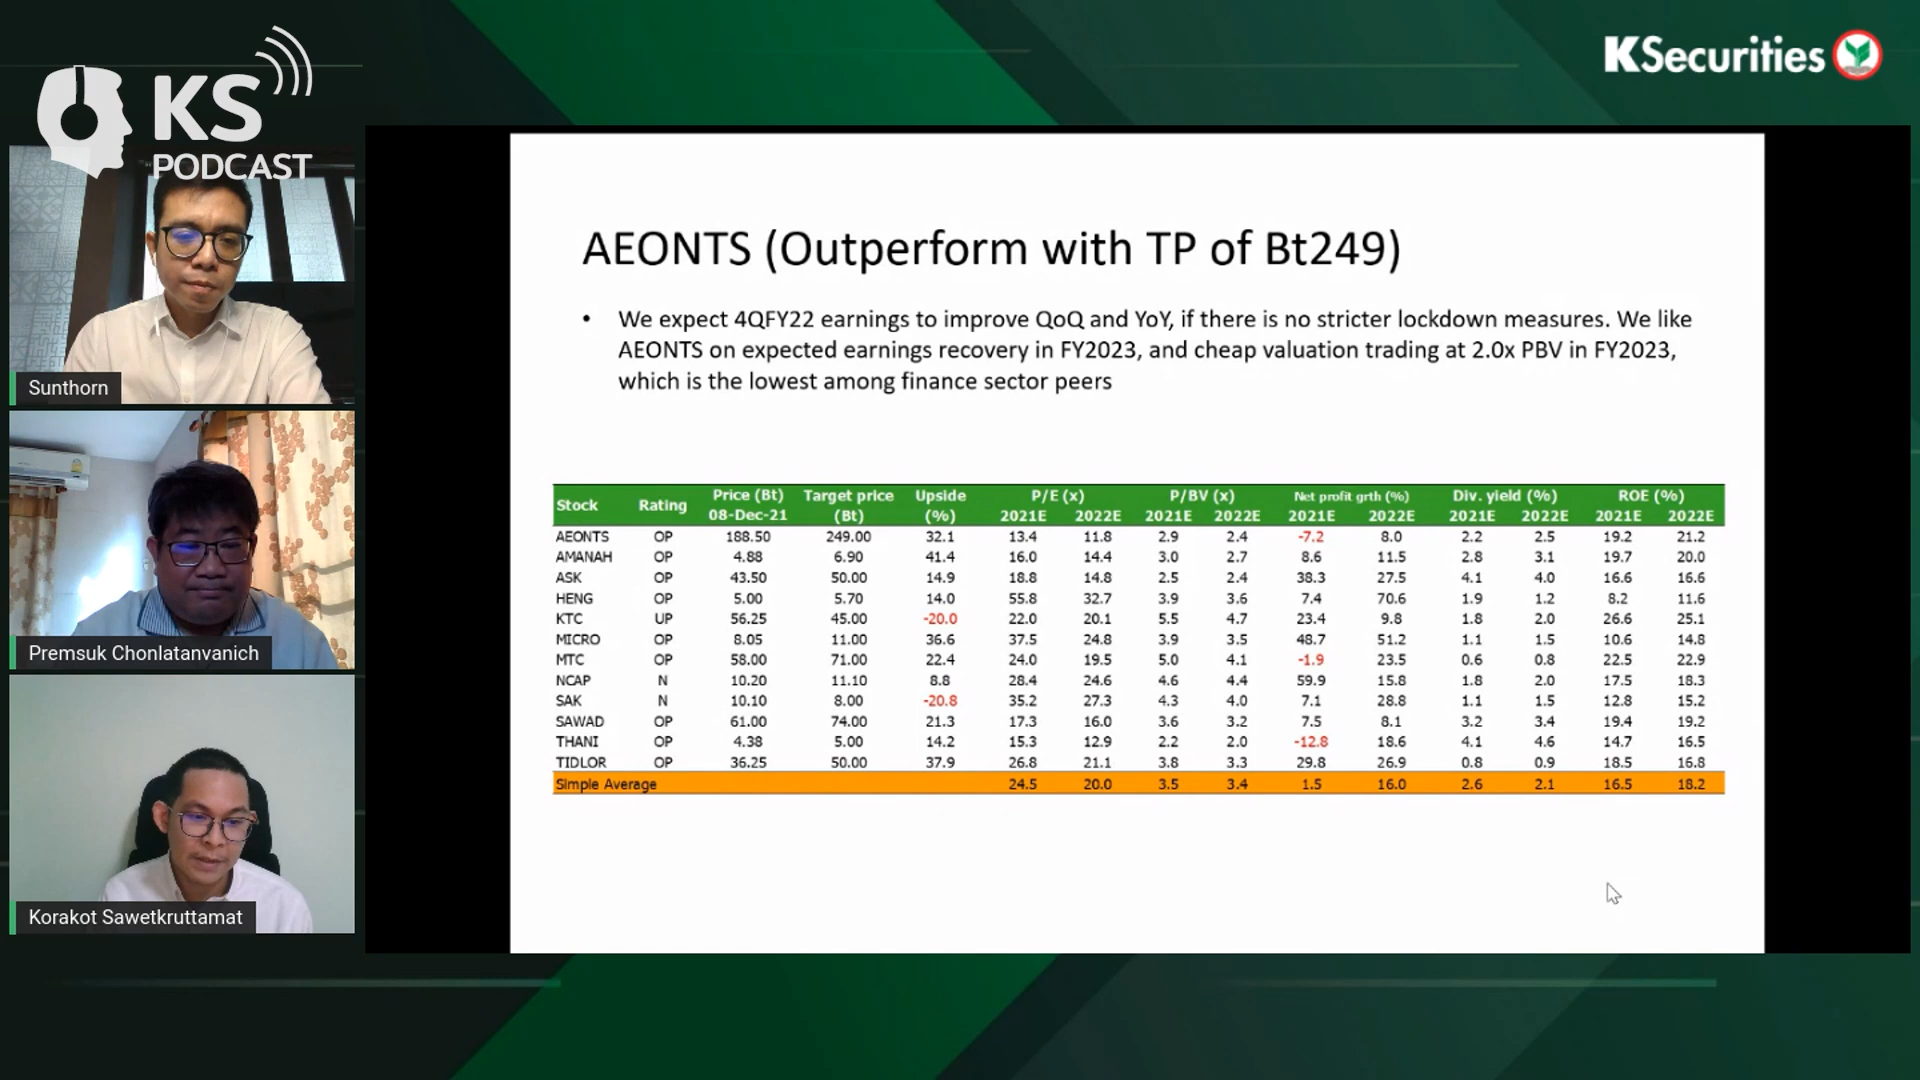 KS
PODCAST
KSecurities
Sunthorn
Premsuk Chonlatanvanich
Korakot Sawetkruttamat
AEONTS (Outperform with TP of Bt249)
• We expect 4QFY22 earnings to improve QoQ and YoY, if there is no stricter lockdown measures. We like
AEONTS on expected earnings recovery in FY2023, and cheap valuation trading at 2.0x PBV in FY2023,
which is the lowest among finance sector peers
Stock Rating Price (Bt) Target price Upside P/E (x) P/BV (x) Net profit grth (%) Div. yield (%) ROE (%)
08-Dec-21 (Bt) (%) 2021E 2022E 2021E 2022E 2021E 2022E 2021E 2022E 2021E 2022E
AEONTS OP 188.50 249.00 32.1 13.4 11.8 2.9 2.4 -7.2 8.0 2.2 2.5 19.2 21.2
AMANAH OP 4.88 6.90 41.4 16.0 14.4 3.0 2.7 8.6 11.5 2.8 3.1 19.7 20.0
ASK OP 43.50 50.00 14.9 18.8 14.8 2.5 2.4 38.3 27.5 4.1 4.0 16.6 16.6
HENG OP 5.00 5.70 14.0 55.8 32.7 3.9 3.6 7.4 70.6 1.9 1.2 8.2 11.6
KTC UP 56.25 45.00 -20.0 22.0 20.1 5.5 4.7 23.4 9.8 1.8 2.0 26.6 25.1
MICRO OP 8.05 11.00 36.6 37.5 24.8 3.9 3.5 48.7 51.2 1.1 1.5 10.6 14.8
MTC OP 58.00 71.00 22.4 24.0 19.5 5.0 4.1 -1.9 23.5 0.6 0.8 22.5 22.9
NCAP N 10.20 11.10 8.8 28.4 24.6 4.6 4.4 59.9 15.8 1.8 2.0 17.5 18.3
SAK N 10.10 8.00 -20.8 35.2 27.3 4.3 4.0 7.1 28.8 1.1 1.5 12.8 15.2
SAWAD OP 61.00 74.00 21.3 17.3 16.0 3.6 3.2 7.5 8.1 3.2 3.4 19.4 19.2
THANI OP 4.38 5.00 14.2 15.3 12.9 2.2 2.0 -12.8 18.6 4.1 4.6 14.7 16.5
TIDLOR OP 36.25 50.00 37.9 26.8 21.1 3.8 3.3 29.8 26.9 0.8 0.9 18.5 16.8
Simple Average 24.5 20.0 3.5 3.4 1.5 16.0 2.6 2.1 16.5 18.2